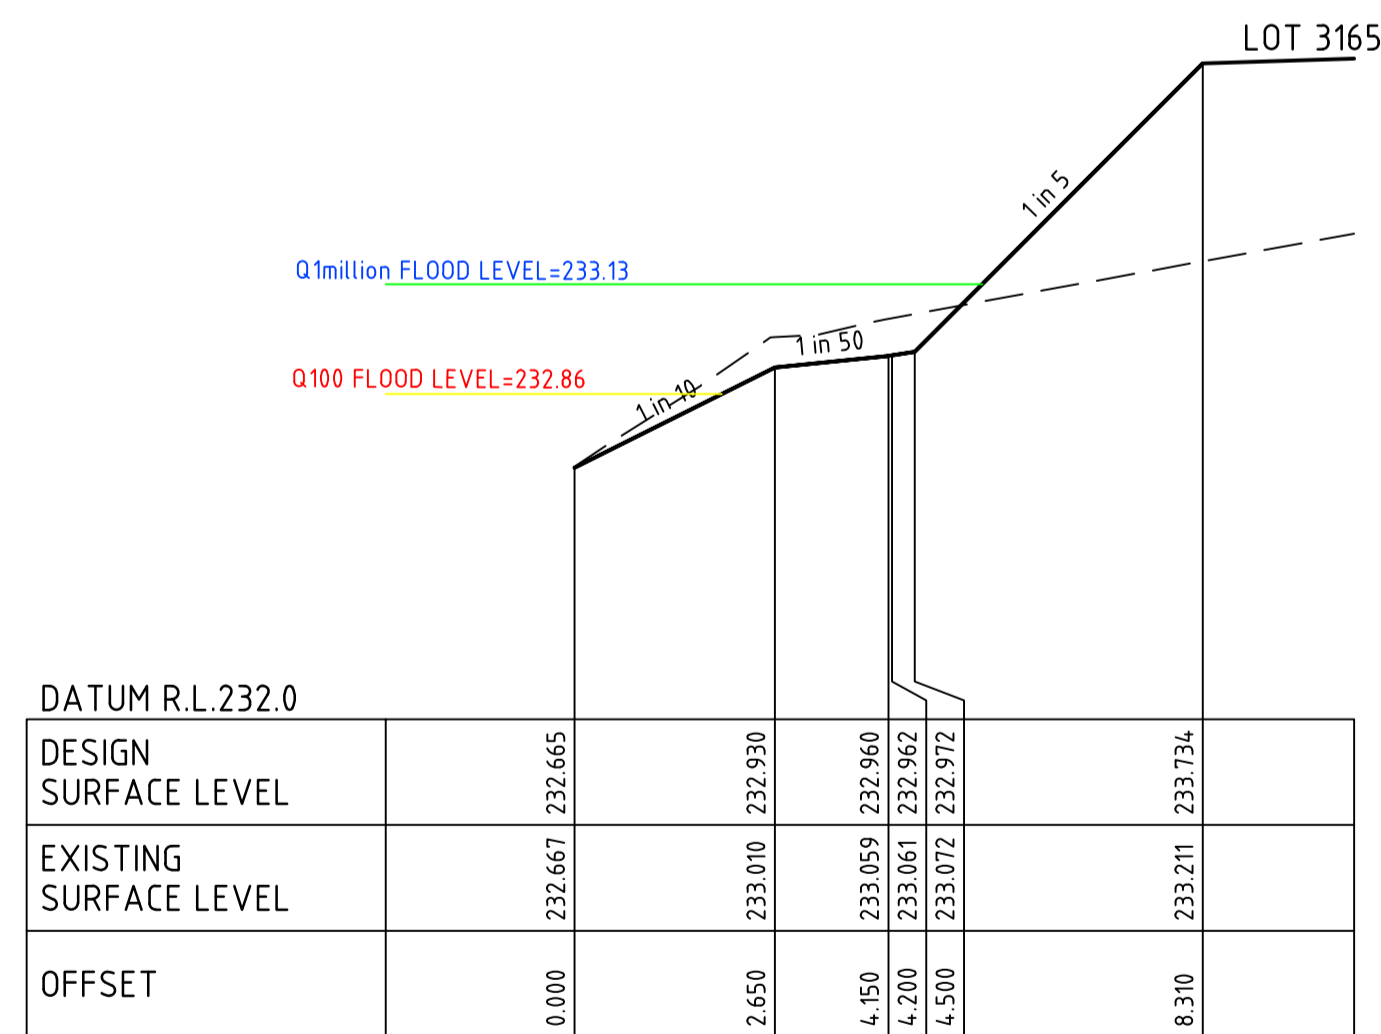 LOT 3165
1 in 5
Q1million FLOOD LEVEL=233.13
1 in 50
Q100 FLOOD LEVEL=232.86
1 in 10
DATUM R.L.232.0
DESIGN
SURFACE LEVEL
232.665
232.930
232.960
232.962
232.972
233.734
EXISTING
SURFACE LEVEL
232.667
233.010
233.059
233.061
233.072
233.211
OFFSET
0.000
2.650
4.150
4.200
4.500
8.310